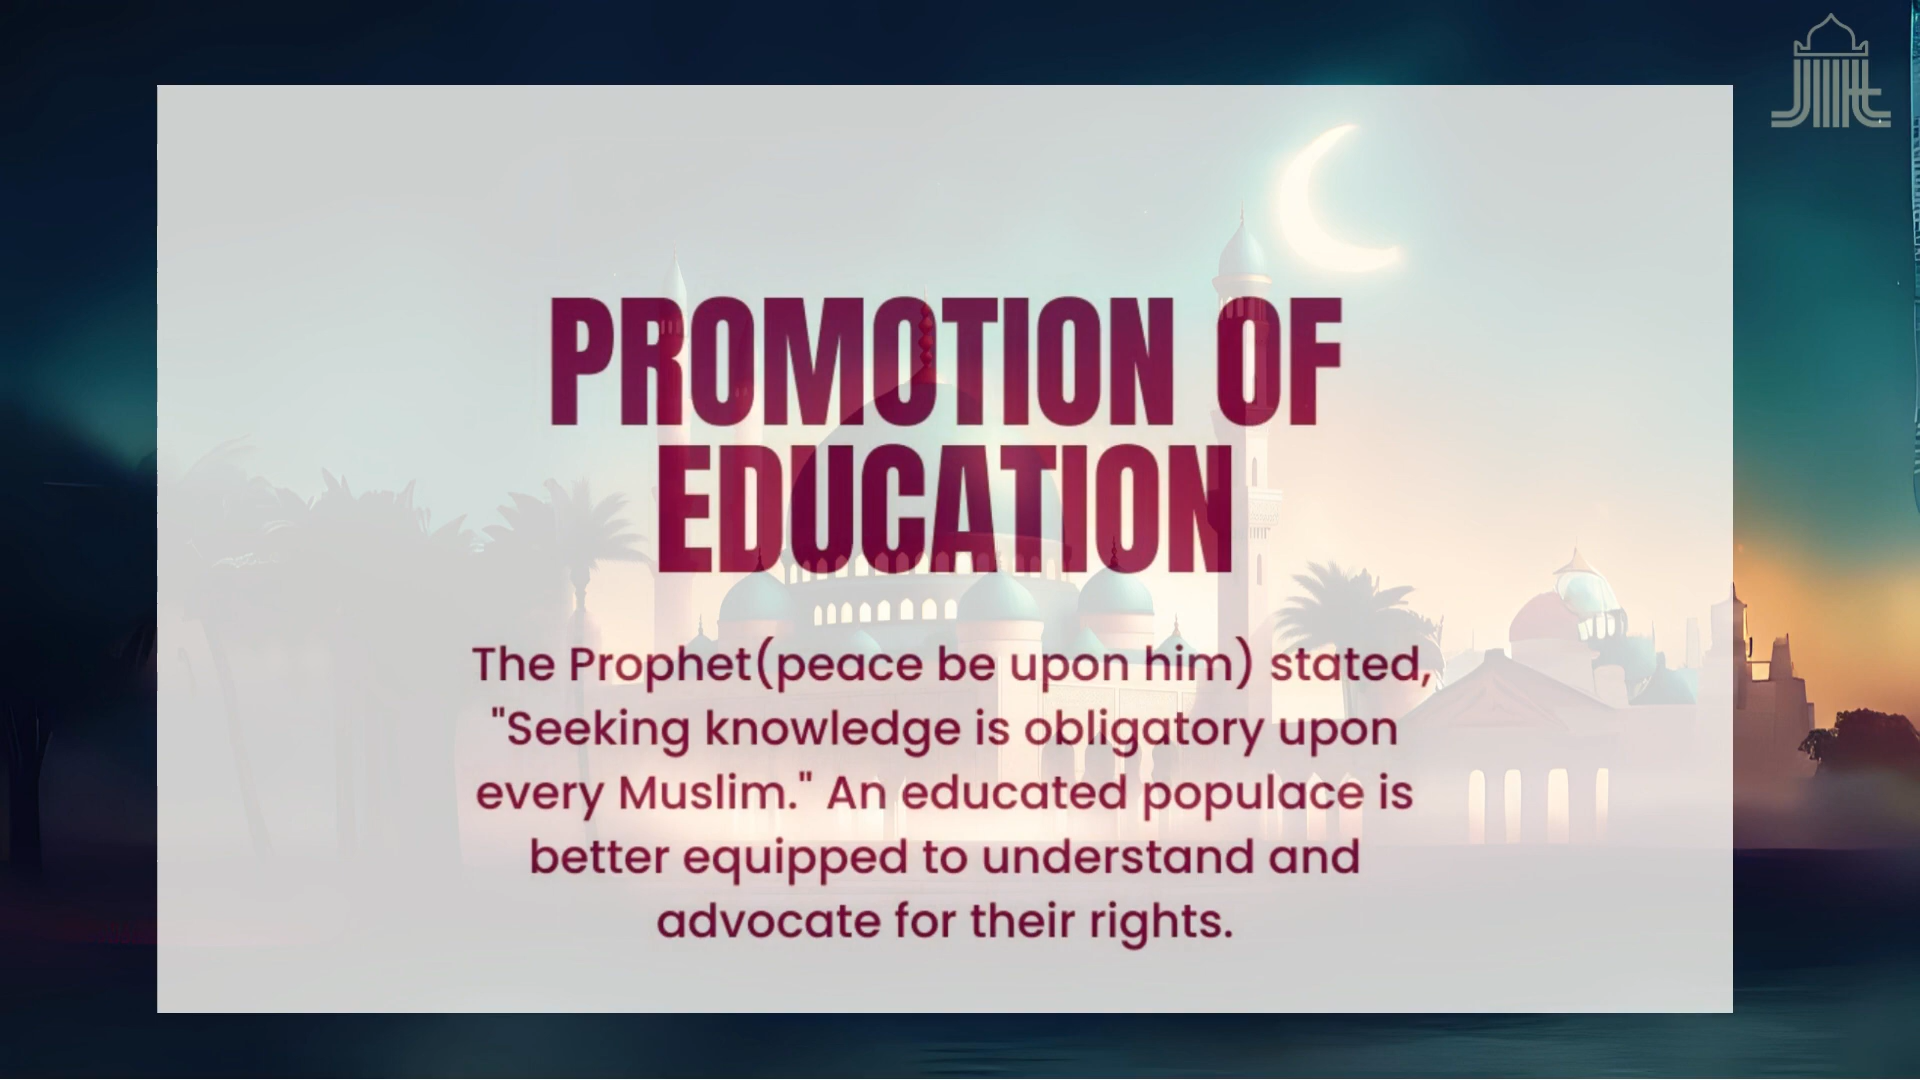 PROMOTION OF
EDUCATION
The Prophet(peace be upon him) stated,
"Seeking knowledge is obligatory upon
every Muslim." An educated populace is
better equipped to understand and
advocate for their rights.